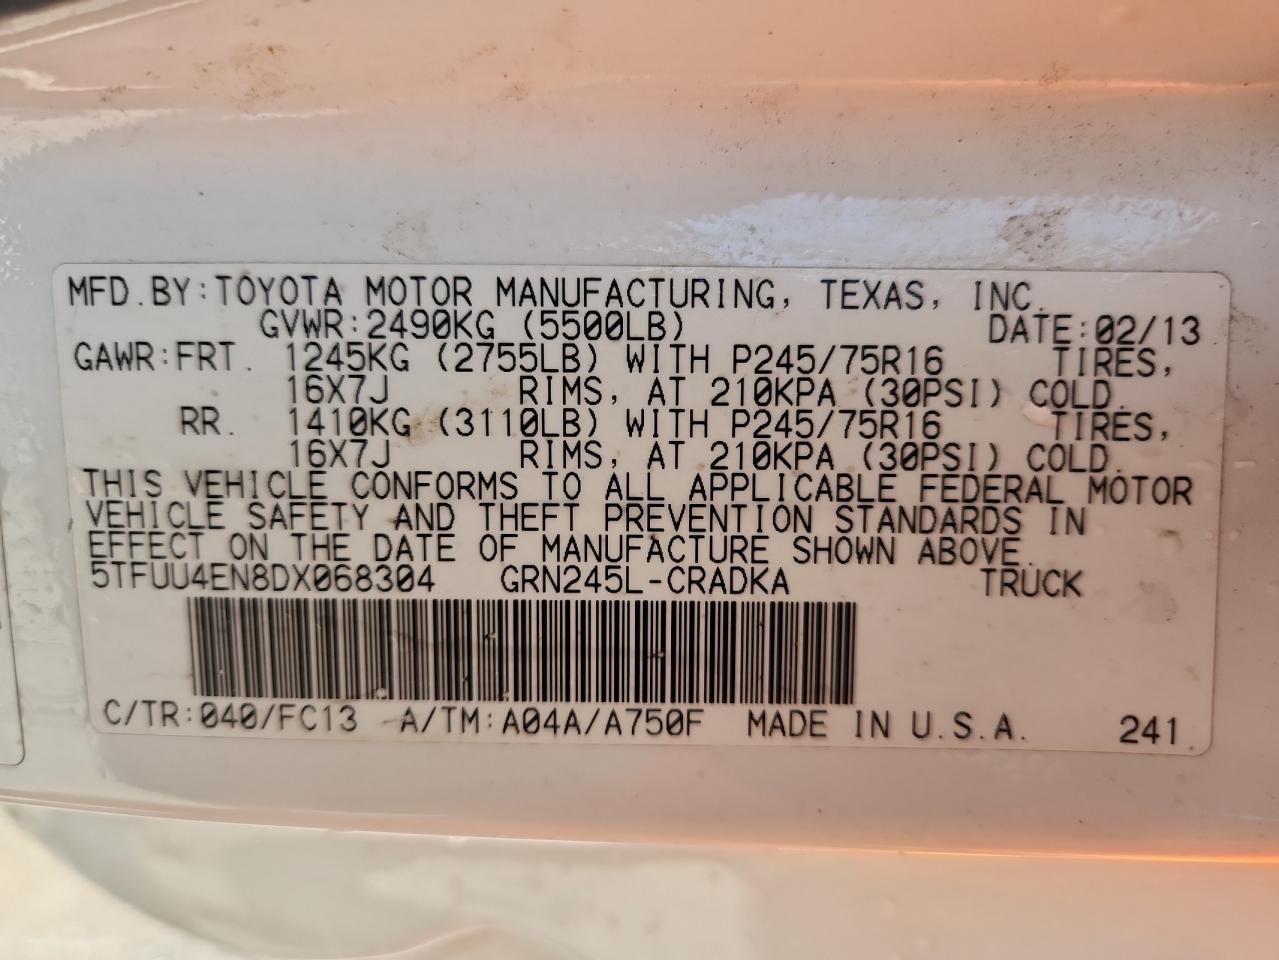 MFD.BY:TOYOTA MOTOR MANUFACTURING, TEXAS, INC.
GVWR:2490KG (5500LB) DATE:02/13
GAWR:FRT. 1245KG (2755LB) WITH P245/75R16 TIRES,
16X7J RIMS, AT 210KPA (30PSI) COLD.
RR. 1410KG (3110LB) WITH P245/75R16 TIRES,
16X7J RIMS, AT 210KPA (30PSI) COLD.
THIS VEHICLE CONFORMS TO ALL APPLICABLE FEDERAL MOTOR
VEHICLE SAFETY AND THEFT PREVENTION STANDARDS IN
EFFECT ON THE DATE OF MANUFACTURE SHOWN ABOVE.
5TFUU4EN8DX068304 GRN245L-CRADKA TRUCK
C/TR:040/FC13 A/TM:A04A/A750F MADE IN U.S.A. 241